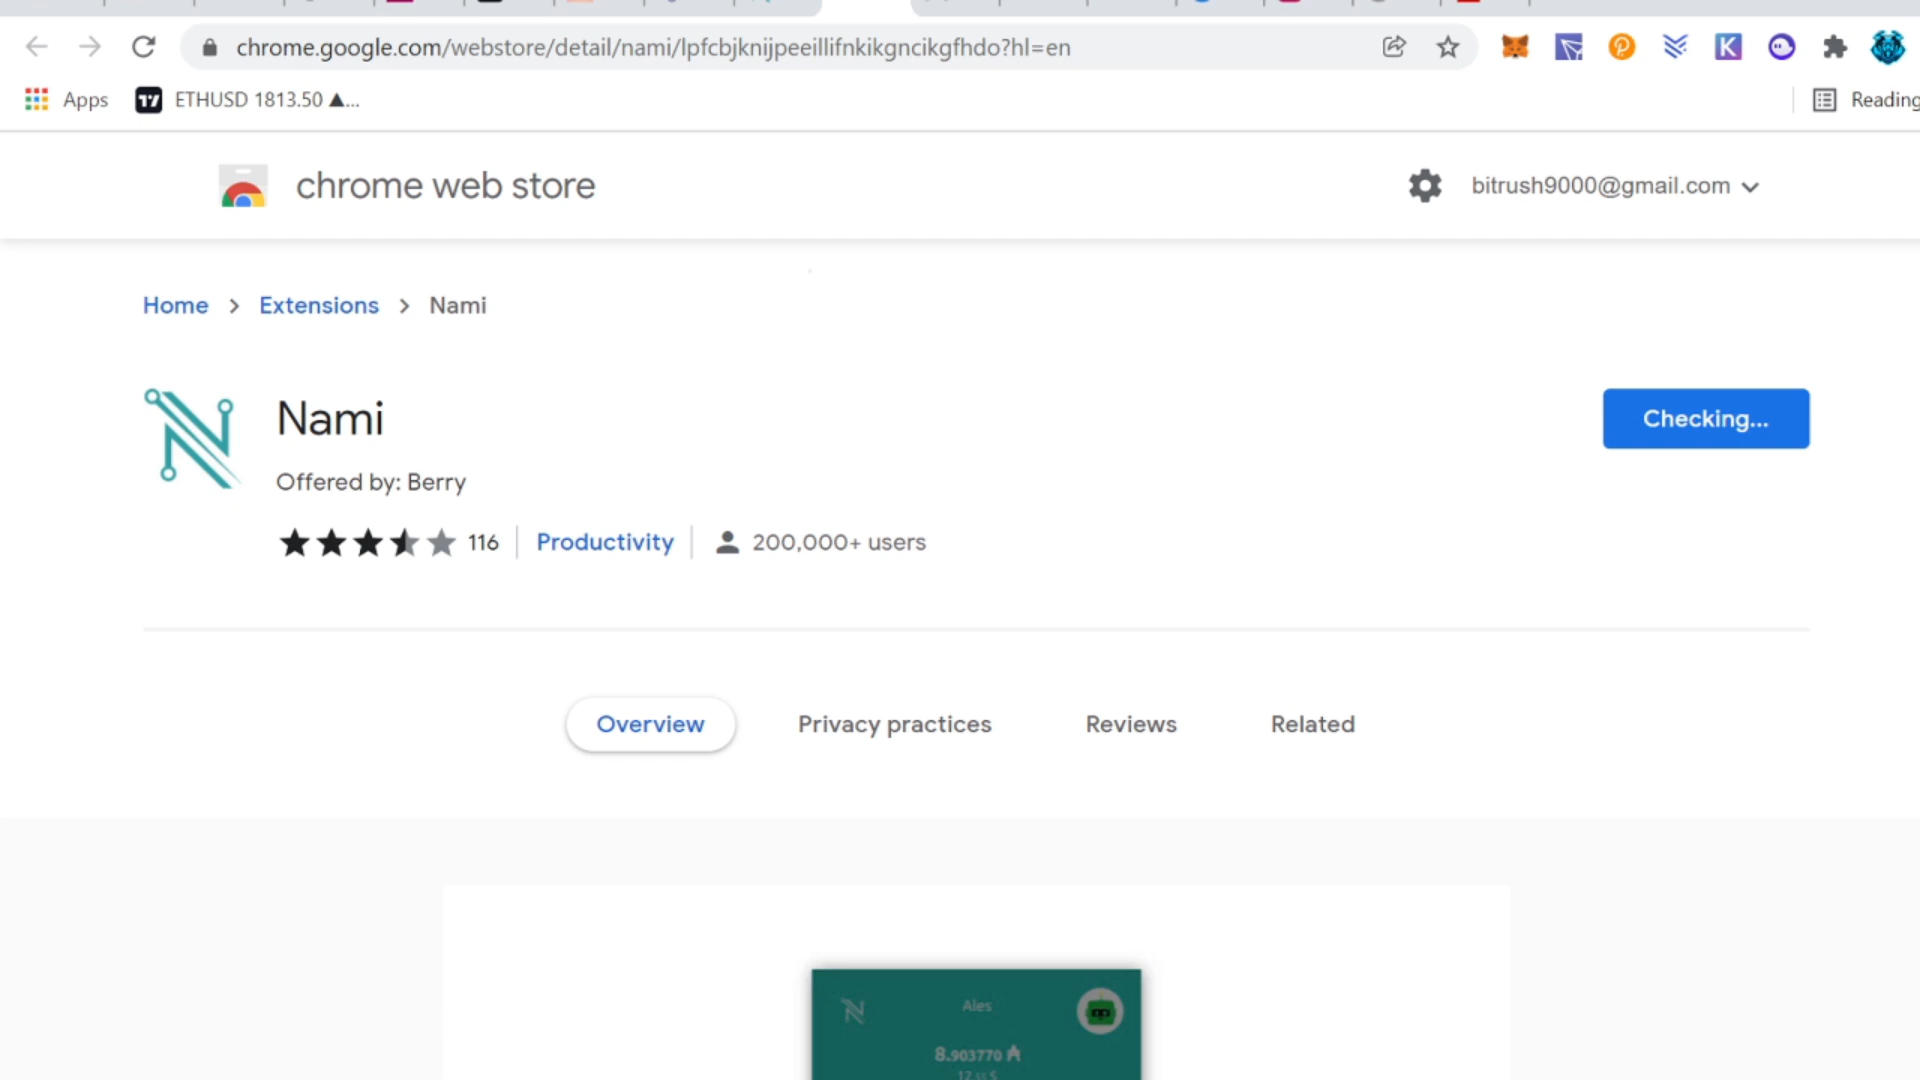 chrome.google.com/webstore/detail/nami/lpfcbjknijpeeillifnkikgncikgfhdo?hl=en
Apps
ETHUSD 1813.50 ▲...
Reading
chrome web store
bitrush9000@gmail.com
Home > Extensions > Nami
Nami
Checking...
Offered by: Berry
116
Productivity
200,000+ users
Overview
Privacy practices
Reviews
Related
Ales
8.903770 ₳